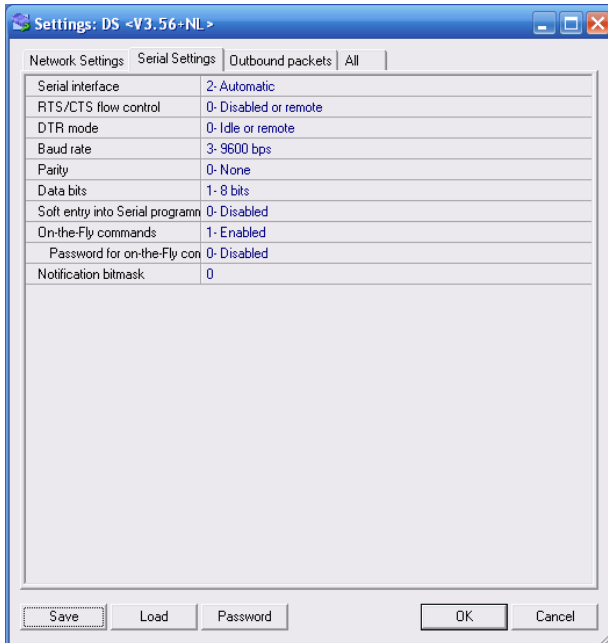 Settings: DS <V3.56+NL>
Network Settings Serial Settings Outbound packets All
Serial interface 2- Automatic
RTS/CTS flow control 0- Disabled or remote
DTR mode 0- Idle or remote
Baud rate 3- 9600 bps
Parity 0- None
Data bits 1- 8 bits
Soft entry into Serial programn 0- Disabled
On-the-Fly commands 1- Enabled
Password for on-the-Fly con 0- Disabled
Notification bitmask 0
Save Load Password OK Cancel